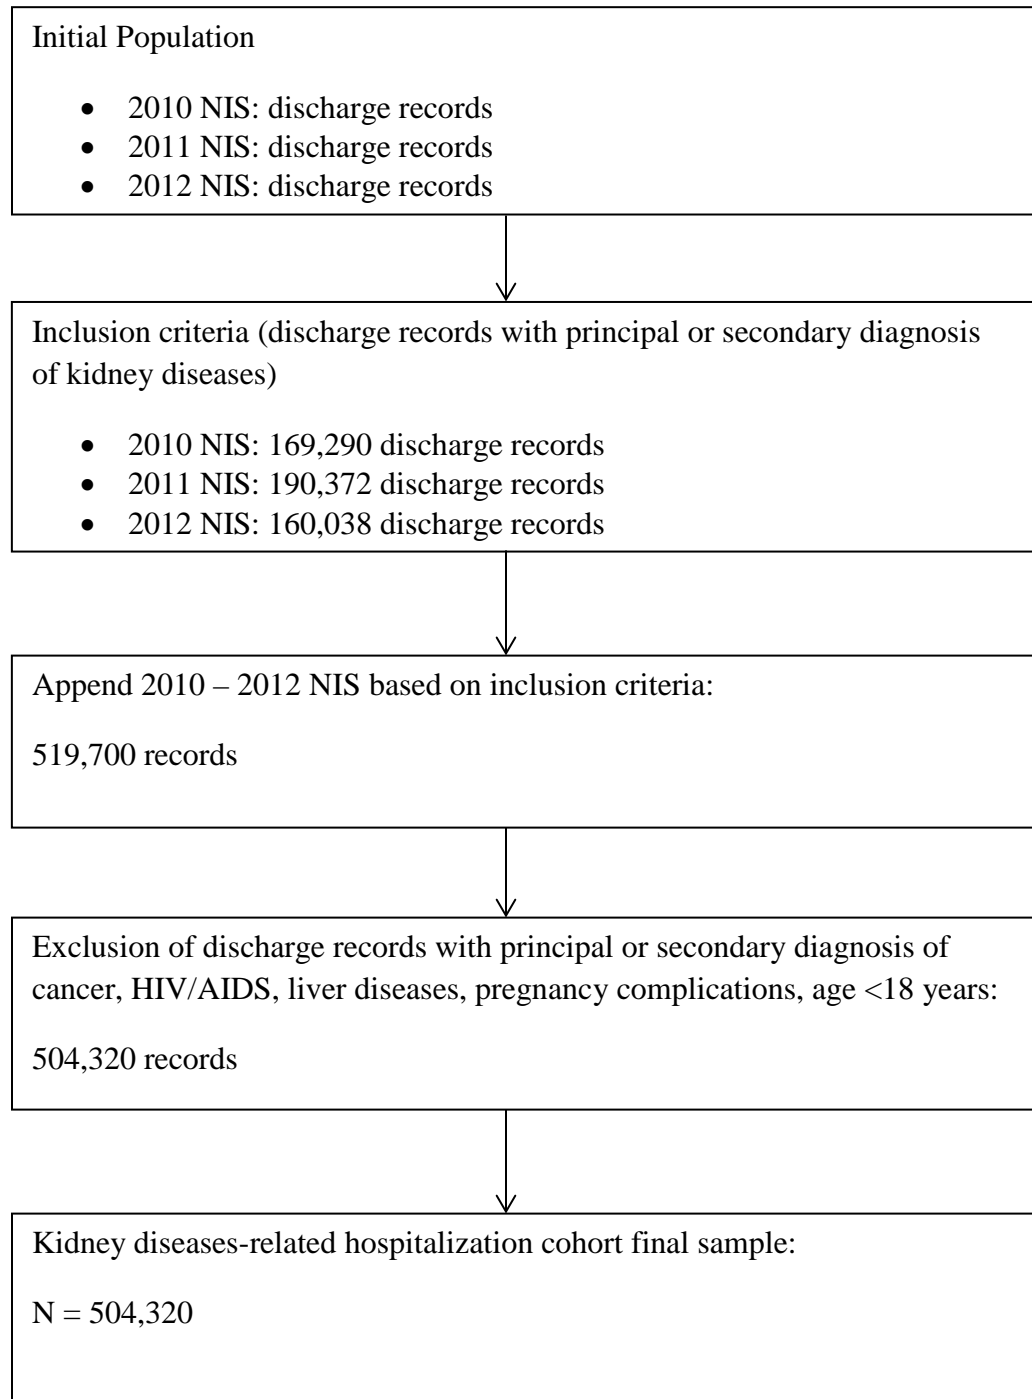 Initial Population
• 2010 NIS: discharge records
• 2011 NIS: discharge records
• 2012 NIS: discharge records
Inclusion criteria (discharge records with principal or secondary diagnosis
of kidney diseases)
• 2010 NIS: 169,290 discharge records
• 2011 NIS: 190,372 discharge records
• 2012 NIS: 160,038 discharge records
Append 2010 – 2012 NIS based on inclusion criteria:
519,700 records
Exclusion of discharge records with principal or secondary diagnosis of
cancer, HIV/AIDS, liver diseases, pregnancy complications, age <18 years:
504,320 records
Kidney diseases-related hospitalization cohort final sample:
N = 504,320